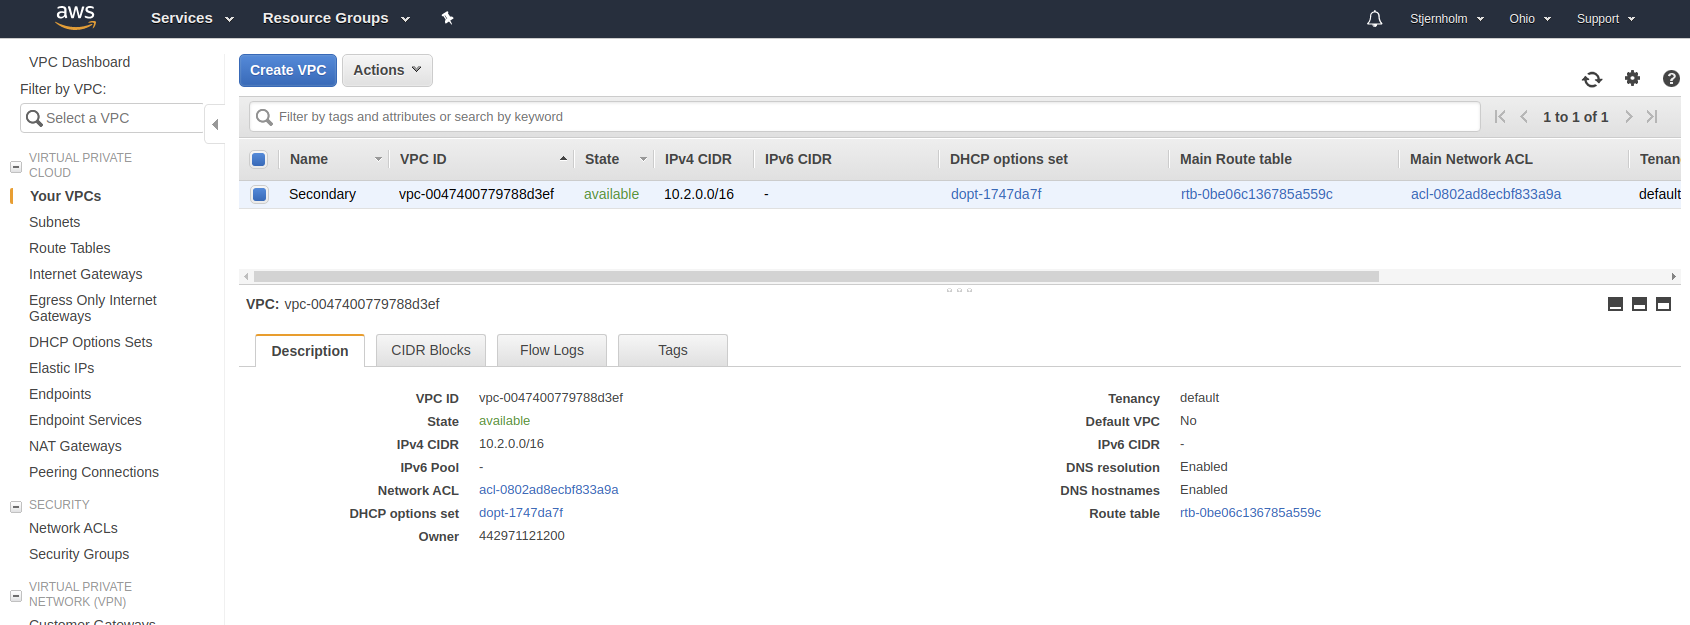 aws Services Resource Groups Stjernholm Ohio Support
VPC Dashboard
Filter by VPC:
Select a VPC
VIRTUAL PRIVATE
CLOUD
Your VPCs
Subnets
Route Tables
Internet Gateways
Egress Only Internet
Gateways
DHCP Options Sets
Elastic IPs
Endpoints
Endpoint Services
NAT Gateways
Peering Connections
SECURITY
Network ACLs
Security Groups
VIRTUAL PRIVATE
NETWORK (VPN)
Customer Gateways
Create VPC Actions
Filter by tags and attributes or search by keyword 1 to 1 of 1
Name VPC ID State IPv4 CIDR IPv6 CIDR DHCP options set Main Route table Main Network ACL Tenan
Secondary vpc-0047400779788d3ef available 10.2.0.0/16 - dopt-1747da7f rtb-0be06c136785a559c acl-0802ad8ecbf833a9a default
VPC: vpc-0047400779788d3ef
Description CIDR Blocks Flow Logs Tags
VPC ID vpc-0047400779788d3ef
State available
IPv4 CIDR 10.2.0.0/16
IPv6 Pool -
Network ACL acl-0802ad8ecbf833a9a
DHCP options set dopt-1747da7f
Owner 442971121200
Tenancy default
Default VPC No
IPv6 CIDR -
DNS resolution Enabled
DNS hostnames Enabled
Route table rtb-0be06c136785a559c